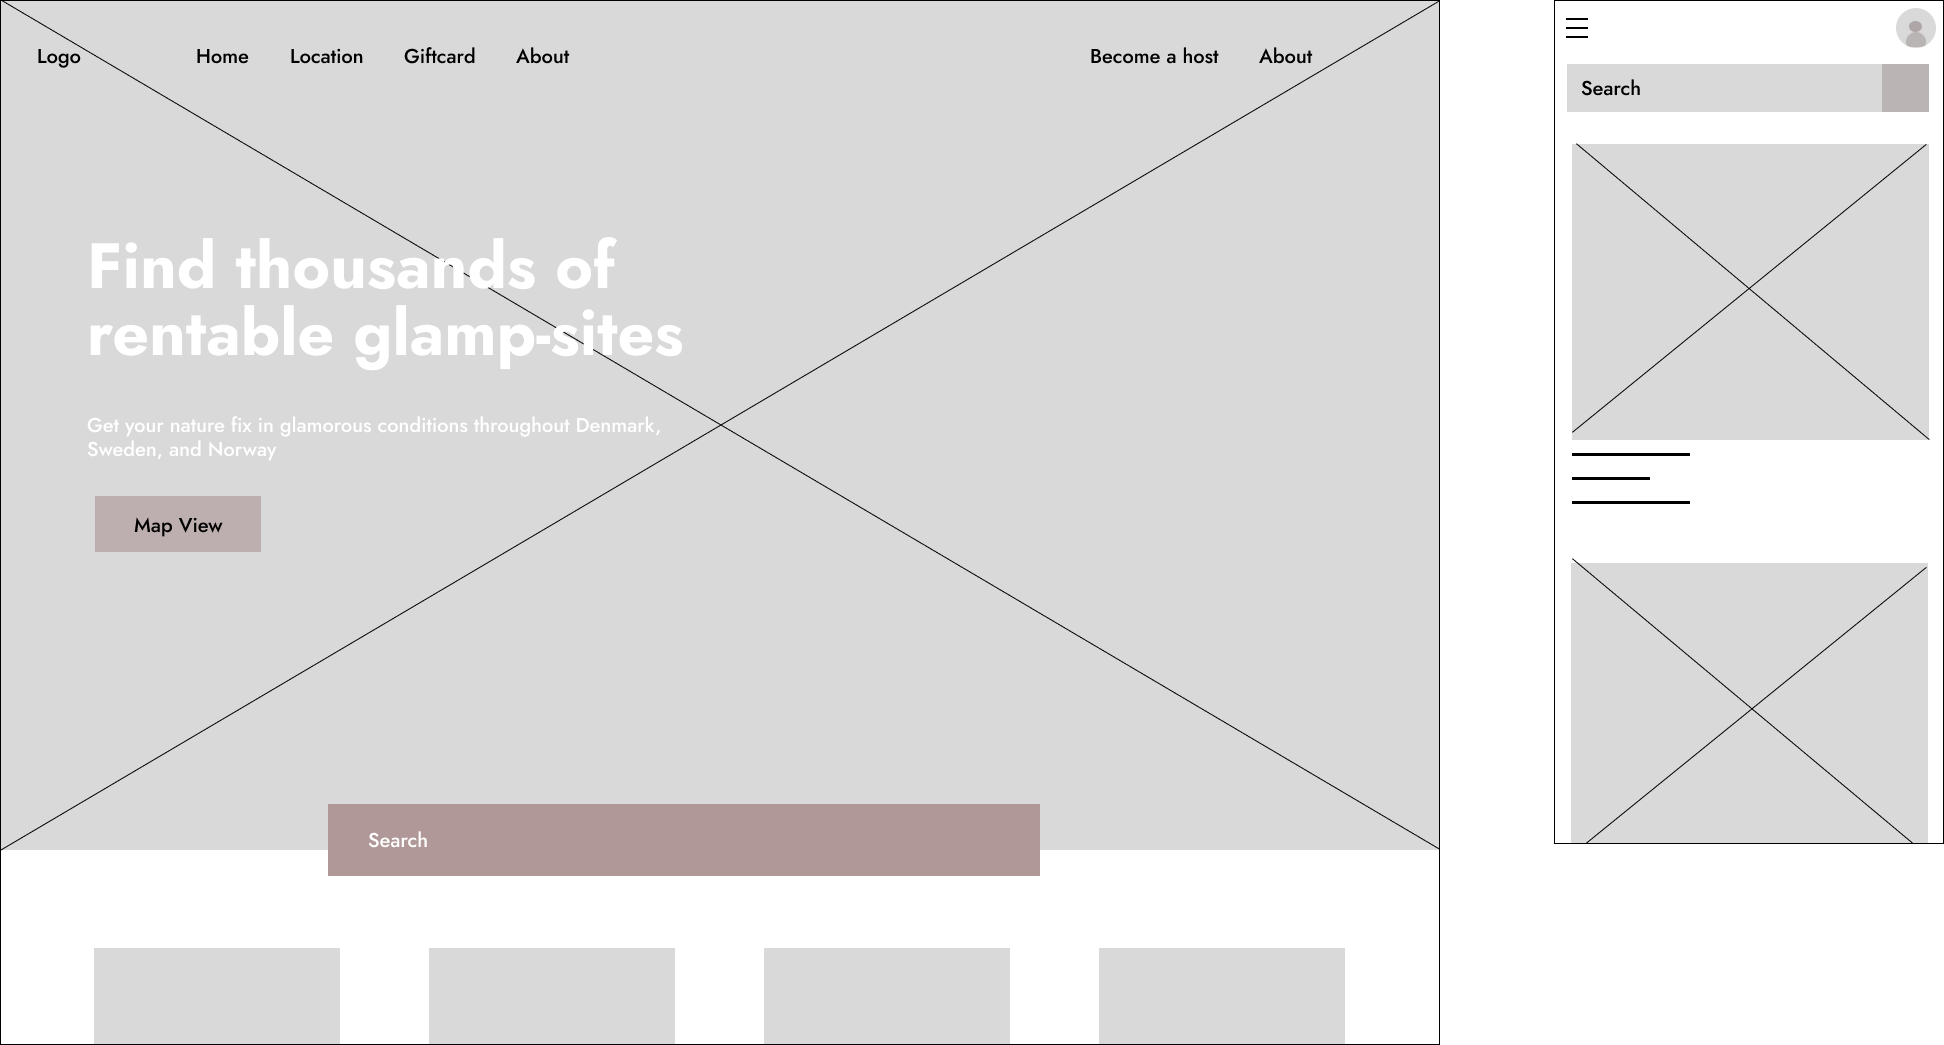 Logo Home Location Giftcard About Become a host About
Find thousands of
rentable glamp-sites
Get your nature fix in glamorous conditions throughout Denmark,
Sweden, and Norway
Map View
Search
Search